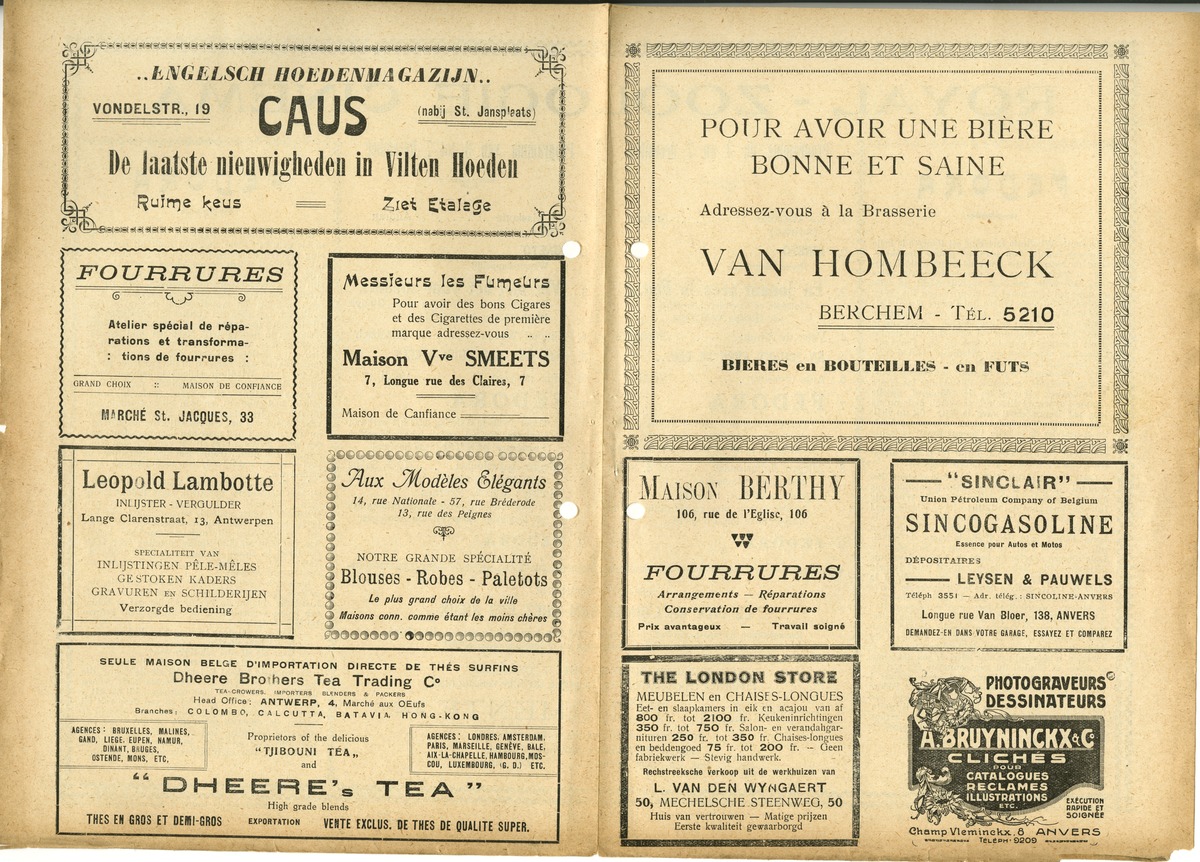 ..ENGELSCH HOEDENMAGAZIJN..
VONDELSTR., 19 CAUS (nabij St. Jansplaats)
De laatste nieuwigheden in Vilten Hoeden
Ruime keus Ziet Etalage
FOURRURES
Atelier spécial de répa-
rations et transforma-
: tions de fourrures :
GRAND CHOIX :: MAISON DE CONFIANCE
MARCHÉ St. JACQUES, 33
Messieurs les Fumeurs
Pour avoir des bons Cigares
et des Cigarettes de première
marque adressez-vous .. ..
Maison Vve SMEETS
7, Longue rue des Claires, 7
Maison de Canfiance
Leopold Lambotte
INLIJSTER - VERGULDER
Lange Clarenstraat, 13, Antwerpen
SPECIALITEIT VAN
INLIJSTINGEN PÊLE-MÊLES
GESTOKEN KADERS
GRAVUREN EN SCHILDERIJEN
Verzorgde bediening
Aux Modèles Elégants
14, rue Nationale - 57, rue Bréderode
13, rue des Peignes
NOTRE GRANDE SPÉCIALITÉ
Blouses - Robes - Paletots
Le plus grand choix de la ville
Maisons conn. comme étant les moins chères
SEULE MAISON BELGE D'IMPORTATION DIRECTE DE THÉS SURFINS
Dheere Brothers Tea Trading Co
TEA-GROWERS, IMPORTERS BLENDERS & PACKERS
Head Office: ANTWERP, 4, Marché aux OEufs
Branches: COLOMBO, CALCUTTA, BATAVIA HONG-KONG
AGENCES: BRUXELLES, MALINES,
GAND, LIEGE, EUPEN, NAMUR,
DINANT, BRUGES,
OSTENDE, MONS, ETC.
Proprietors of the delicious
"TJIBOUNI TÉA„
and
AGENCES: LONDRES, AMSTERDAM.
PARIS, MARSEILLE, GENÈVE, BALE,
AIX-LA-CHAPELLE, HAMBOURG, MOS-
COU, LUXEMBOURG, (G. D.) ETC.
“ DHEERE's TEA ”
High grade blends
THES EN GROS ET DEMI-GROS EXPORTATION VENTE EXCLUS. DE THES DE QUALITE SUPER.
POUR AVOIR UNE BIÈRE
BONNE ET SAINE
Adressez-vous à la Brasserie
VAN HOMBEECK
BERCHEM - TÉL. 5210
BIERES en BOUTEILLES - en FUTS
MAISON BERTHY
106, rue de l'Eglise, 106
FOURRURES
Arrangements — Réparations
Conservation de fourrures
Prix avantageux — Travail soigné
"SINCLAIR"
Union Pétroleum Company of Belgium
SINCOGASOLINE
Essence pour Autos et Motos
DÉPOSITAIRES
LEYSEN & PAUWELS
Téléph 3551 — Adr. télég.: SINCOLINE-ANVERS
Longue rue Van Bloer, 138, ANVERS
DEMANDEZ-EN DANS VOTRE GARAGE, ESSAYEZ ET COMPAREZ
THE LONDON STORE
MEUBELEN en CHAISES-LONGUES
Eet- en slaapkamers in eik en acajou van af
800 fr. tot 2100 fr. Keukeninrichtingen
350 fr. tot 750 fr. Salon- en verandahgar-
nituren 250 fr. tot 350 fr. Chaises-longues
en beddengoed 75 fr. tot 200 fr. — Geen
fabriekwerk — Stevig handwerk.
Rechstreeksche verkoop uit de werkhuizen van
L. VAN DEN WYNGAERT
50, MECHELSCHE STEENWEG, 50
Huis van vertrouwen — Matige prijzen
Eerste kwaliteit gewaarborgd
PHOTOGRAVEURS
DESSINATEURS
A. BRUYNINCKX & Co
CLICHÉS
POUR
CATALOGUES
RECLAMES
ILLUSTRATIONS
ETC.
EXÉCUTION
RAPIDE ET
SOIGNÉE
Champ Vleminckx, 8 ANVERS
TELÉPH: 9209